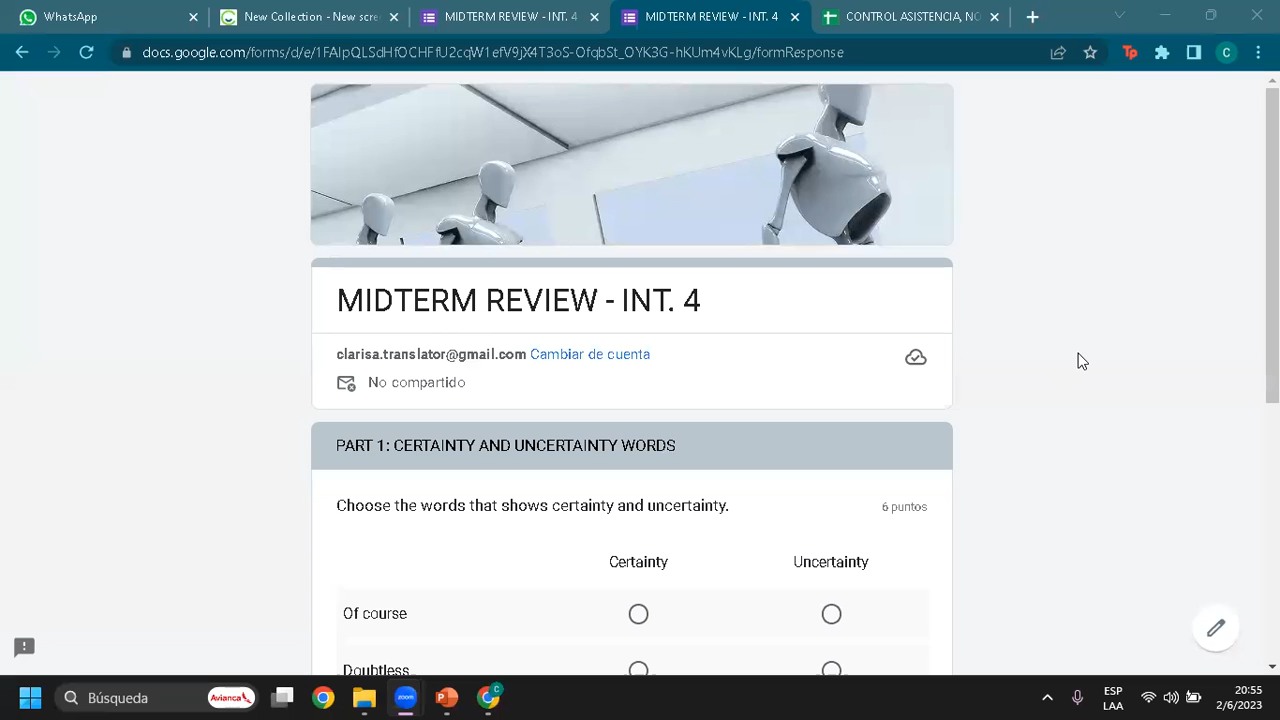 WhatsApp
New Collection - New scre
MIDTERM REVIEW - INT. 4
MIDTERM REVIEW - INT. 4
CONTROL ASISTENCIA, NO
docs.google.com/forms/d/e/1FAIpQLSdHfOCHFfU2cqW1efV9jX4T3oS-OfqbSt_OYK3G-hKUm4vKLg/formResponse
C
MIDTERM REVIEW - INT. 4
clarisa.translator@gmail.com Cambiar de cuenta
No compartido
PART 1: CERTAINTY AND UNCERTAINTY WORDS
Choose the words that shows certainty and uncertainty.
6 puntos
Certainty Uncertainty
Of course
Doubtless
Búsqueda
Avianca
zoom
C
ESP
LAA
20:55
2/6/2023